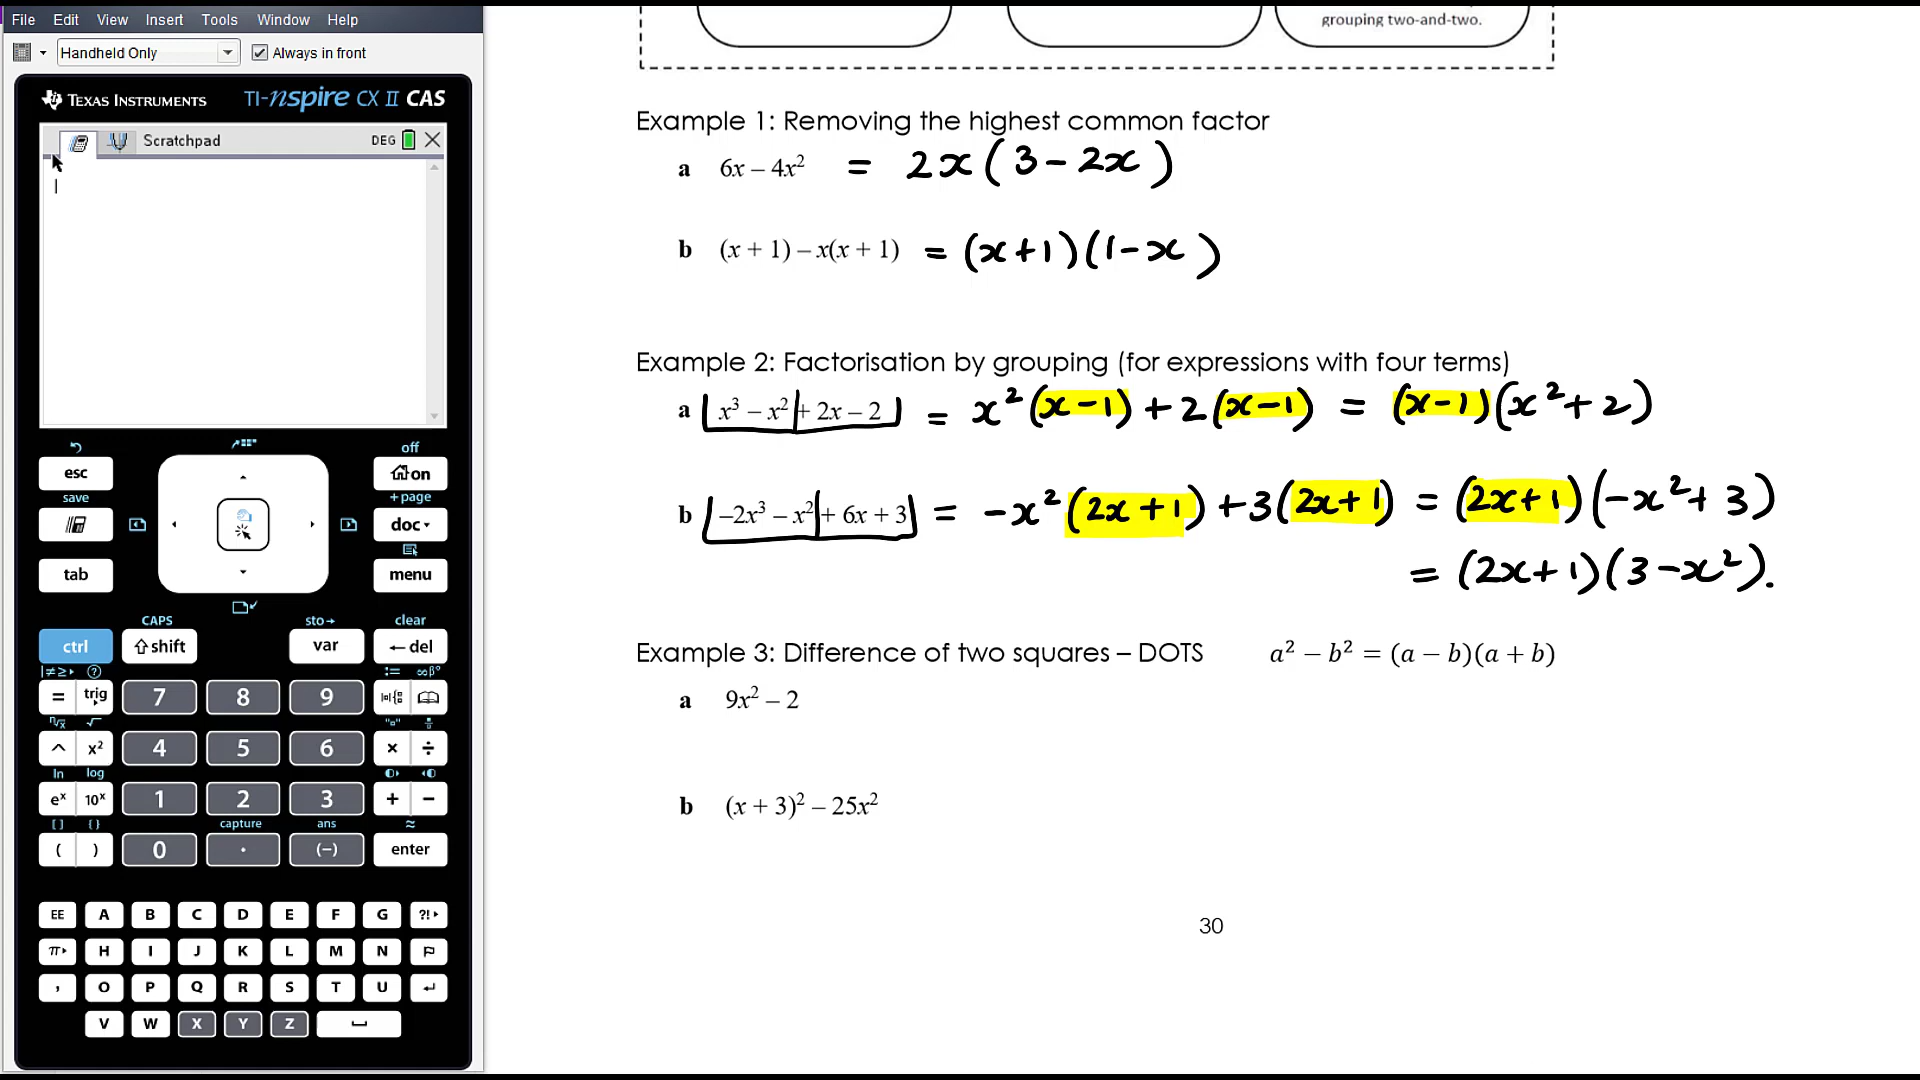 File Edit View Insert Tools Window Help
Handheld Only Always in front
TEXAS INSTRUMENTS TI-nspire CX II CAS
Scratchpad DEG
off
esc on
save + page
doc
tab menu
CAPS sto→ clear
ctrl shift var ←del
|≠≥▸ ? := ∞β°
= trig 7 8 9
ⁿ√x √ "□"
^ x² 4 5 6 × ÷
ln log
eˣ 10ˣ 1 2 3 + −
[ ] { } capture ans ≈
( ) 0 . (−) enter
EE A B C D E F G ?!▸
π▸ H I J K L M N
, O P Q R S T U ↵
V W X Y Z
grouping two-and-two.
Example 1: Removing the highest common factor
a 6x – 4x² = 2x(3 − 2x)
b (x + 1) – x(x + 1) = (x+1)(1−x)
Example 2: Factorisation by grouping (for expressions with four terms)
a x³ – x² + 2x – 2 = x²(x−1) + 2(x−1) = (x−1)(x²+2)
b –2x³ – x² + 6x + 3 = −x²(2x+1) + 3(2x+1) = (2x+1)(−x²+3)
= (2x+1)(3−x²).
Example 3: Difference of two squares – DOTS a² − b² = (a − b)(a + b)
a 9x² – 2
b (x + 3)² – 25x²
30